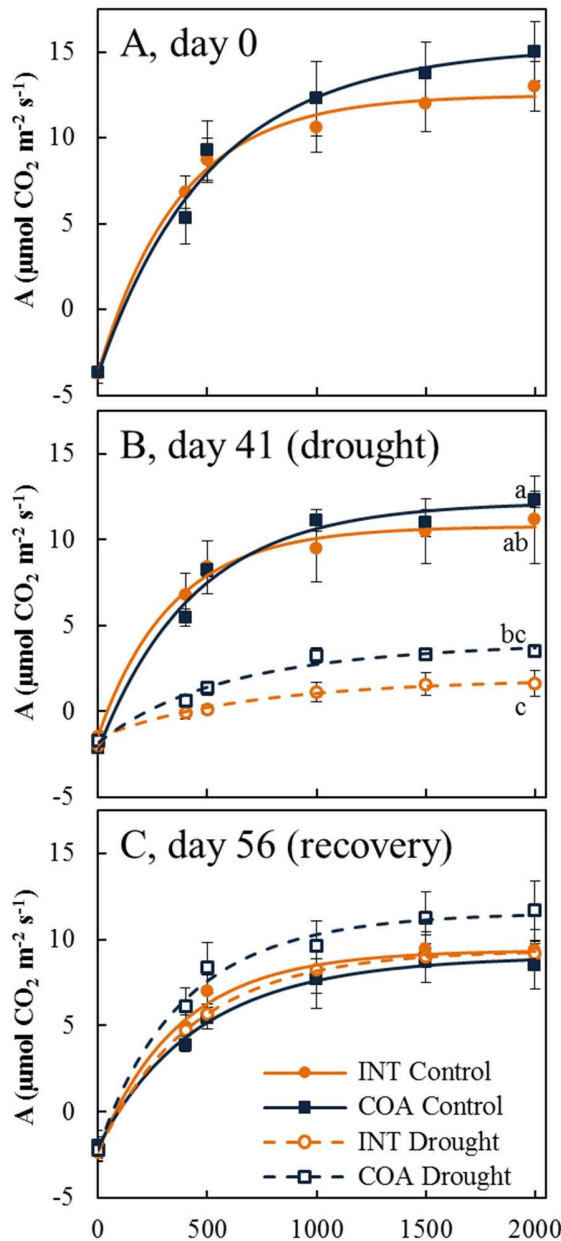 A, day 0
15
10
5
0
-5
A (µmol CO₂ m⁻² s⁻¹)
B, day 41 (drought)
15
10
5
0
-5
A (µmol CO₂ m⁻² s⁻¹)
a
ab
bc
c
C, day 56 (recovery)
15
10
5
0
-5
A (µmol CO₂ m⁻² s⁻¹)
INT Control
COA Control
INT Drought
COA Drought
0 500 1000 1500 2000